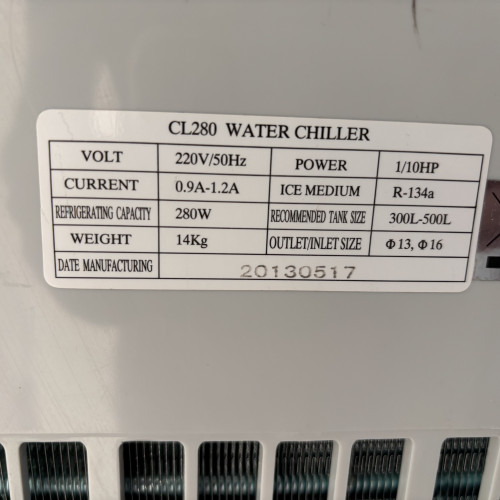 CL280 WATER CHILLER
VOLT 220V/50Hz POWER 1/10HP
CURRENT 0.9A-1.2A ICE MEDIUM R-134a
REFRIGERATING CAPACITY 280W RECOMMENDED TANK SIZE 300L-500L
WEIGHT 14Kg OUTLET/INLET SIZE Φ13, Φ16
DATE MANUFACTURING 20130517